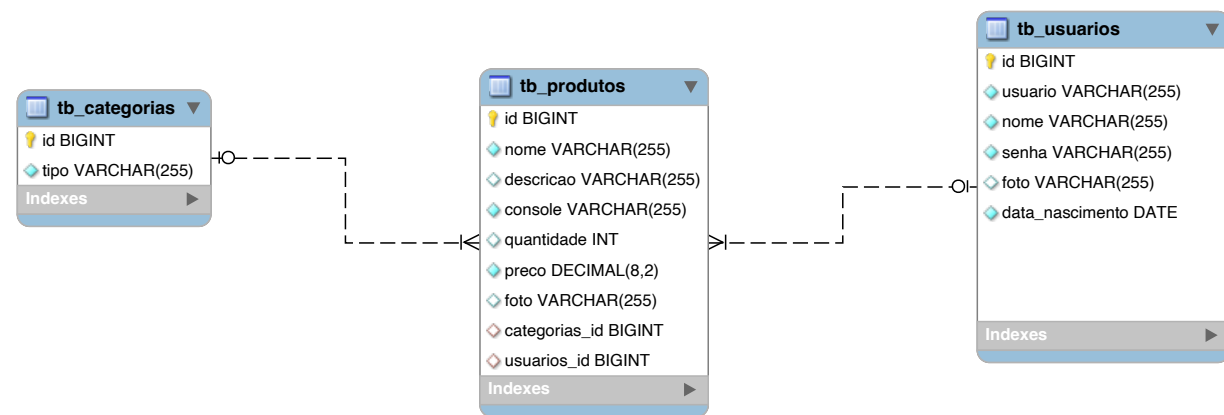 tb_categorias
id BIGINT
tipo VARCHAR(255)
Indexes
tb_produtos
id BIGINT
nome VARCHAR(255)
descricao VARCHAR(255)
console VARCHAR(255)
quantidade INT
preco DECIMAL(8,2)
foto VARCHAR(255)
categorias_id BIGINT
usuarios_id BIGINT
Indexes
tb_usuarios
id BIGINT
usuario VARCHAR(255)
nome VARCHAR(255)
senha VARCHAR(255)
foto VARCHAR(255)
data_nascimento DATE
Indexes